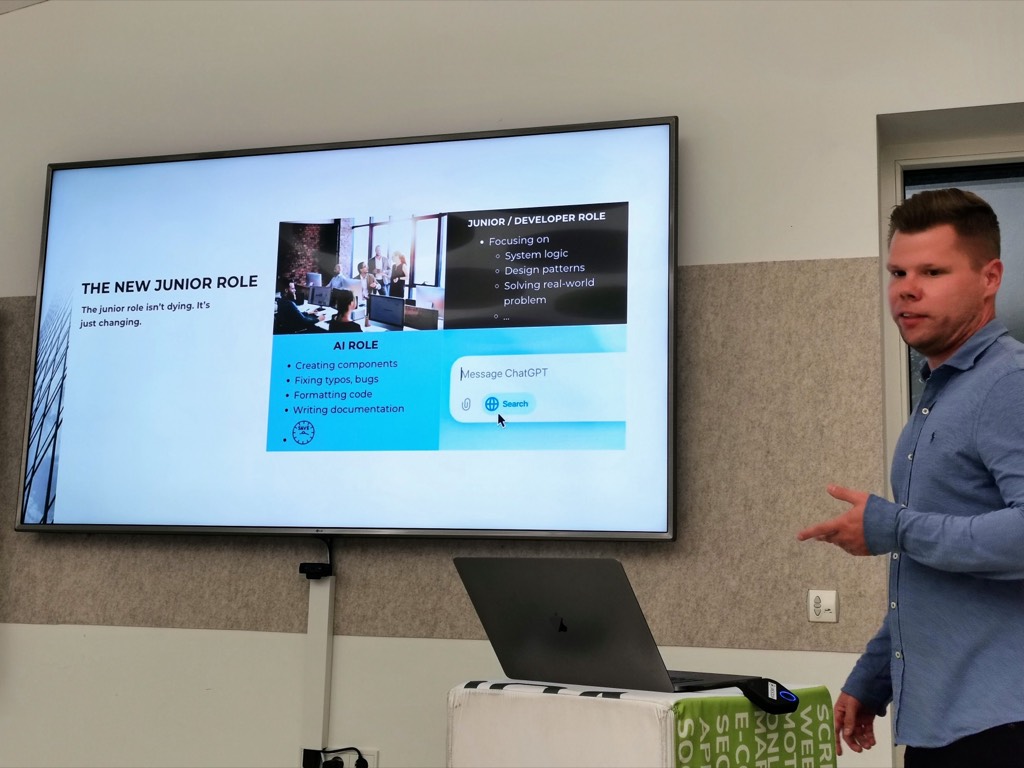 THE NEW JUNIOR ROLE
The junior role isn't dying. It's
just changing.
JUNIOR / DEVELOPER ROLE
• Focusing on
◦ System logic
◦ Design patterns
◦ Solving real-world
problem
◦ ...
AI ROLE
• Creating components
• Fixing typos, bugs
• Formatting code
• Writing documentation
•
Message ChatGPT
Search
LG